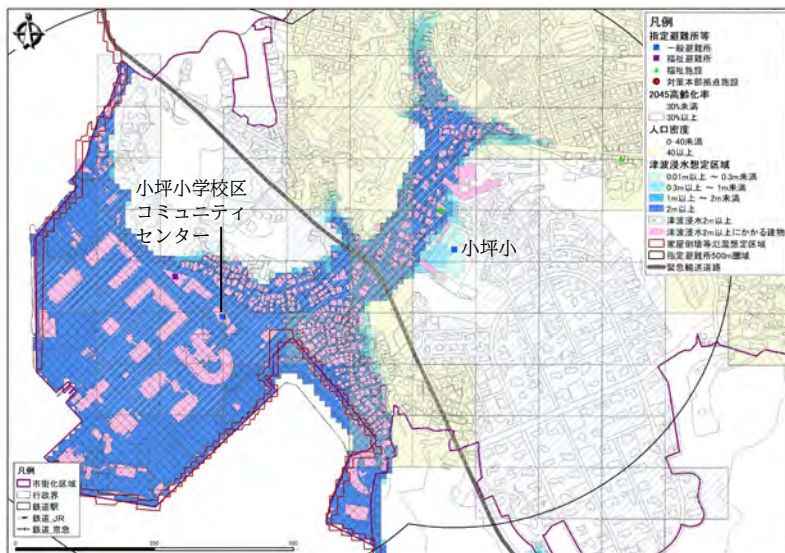 小坪小学校区
コミュニティ
センター
小坪小
凡例
指定避難所等
一般避難所
福祉避難所
福祉施設
対策本部拠点施設
2045高齢化率
30%未満
30%以上
人口密度
0-40未満
40以上
津波浸水想定区域
0.01m以上 ～ 0.3m未満
0.3m以上 ～ 1m未満
1m以上 ～ 2m未満
2m以上
津波浸水2m以上
津波浸水2m以上にかかる建物
家屋倒壊等氾濫想定区域
指定避難所500m圏域
緊急輸送道路
凡例
市街化区域
行政界
鉄道駅
鉄道_JR
鉄道_京急